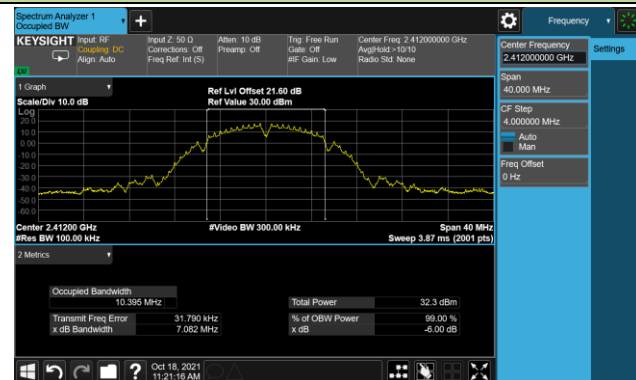 Spectrum Analyzer 1
Occupied BW
Frequency
KEYSIGHT
Input: RF
Coupling: DC
Align: Auto
Input Z: 50 Ω
Corrections: Off
Freq Ref: Int (S)
Atten: 10 dB
Preamp: Off
Trig: Free Run
Gate: Off
#IF Gain: Low
Center Freq: 2.412000000 GHz
Avg|Hold:>10/10
Radio Std: None
Center Frequency
2.412000000 GHz
Settings
Span
40.000 MHz
CF Step
4.000000 MHz
Auto
Man
Freq Offset
0 Hz
1 Graph
Scale/Div 10.0 dB
Ref Lvl Offset 21.60 dB
Ref Value 30.00 dBm
Log
20.0
10.0
0.00
-10.0
-20.0
-30.0
-40.0
-50.0
-60.0
Center 2.41200 GHz
#Res BW 100.00 kHz
#Video BW 300.00 kHz
Span 40 MHz
Sweep 3.87 ms (2001 pts)
2 Metrics
Occupied Bandwidth
10.395 MHz
Transmit Freq Error
31.790 kHz
x dB Bandwidth
7.082 MHz
Total Power
32.3 dBm
% of OBW Power
99.00 %
x dB
-6.00 dB
?
Oct 18, 2021
11:21:16 AM